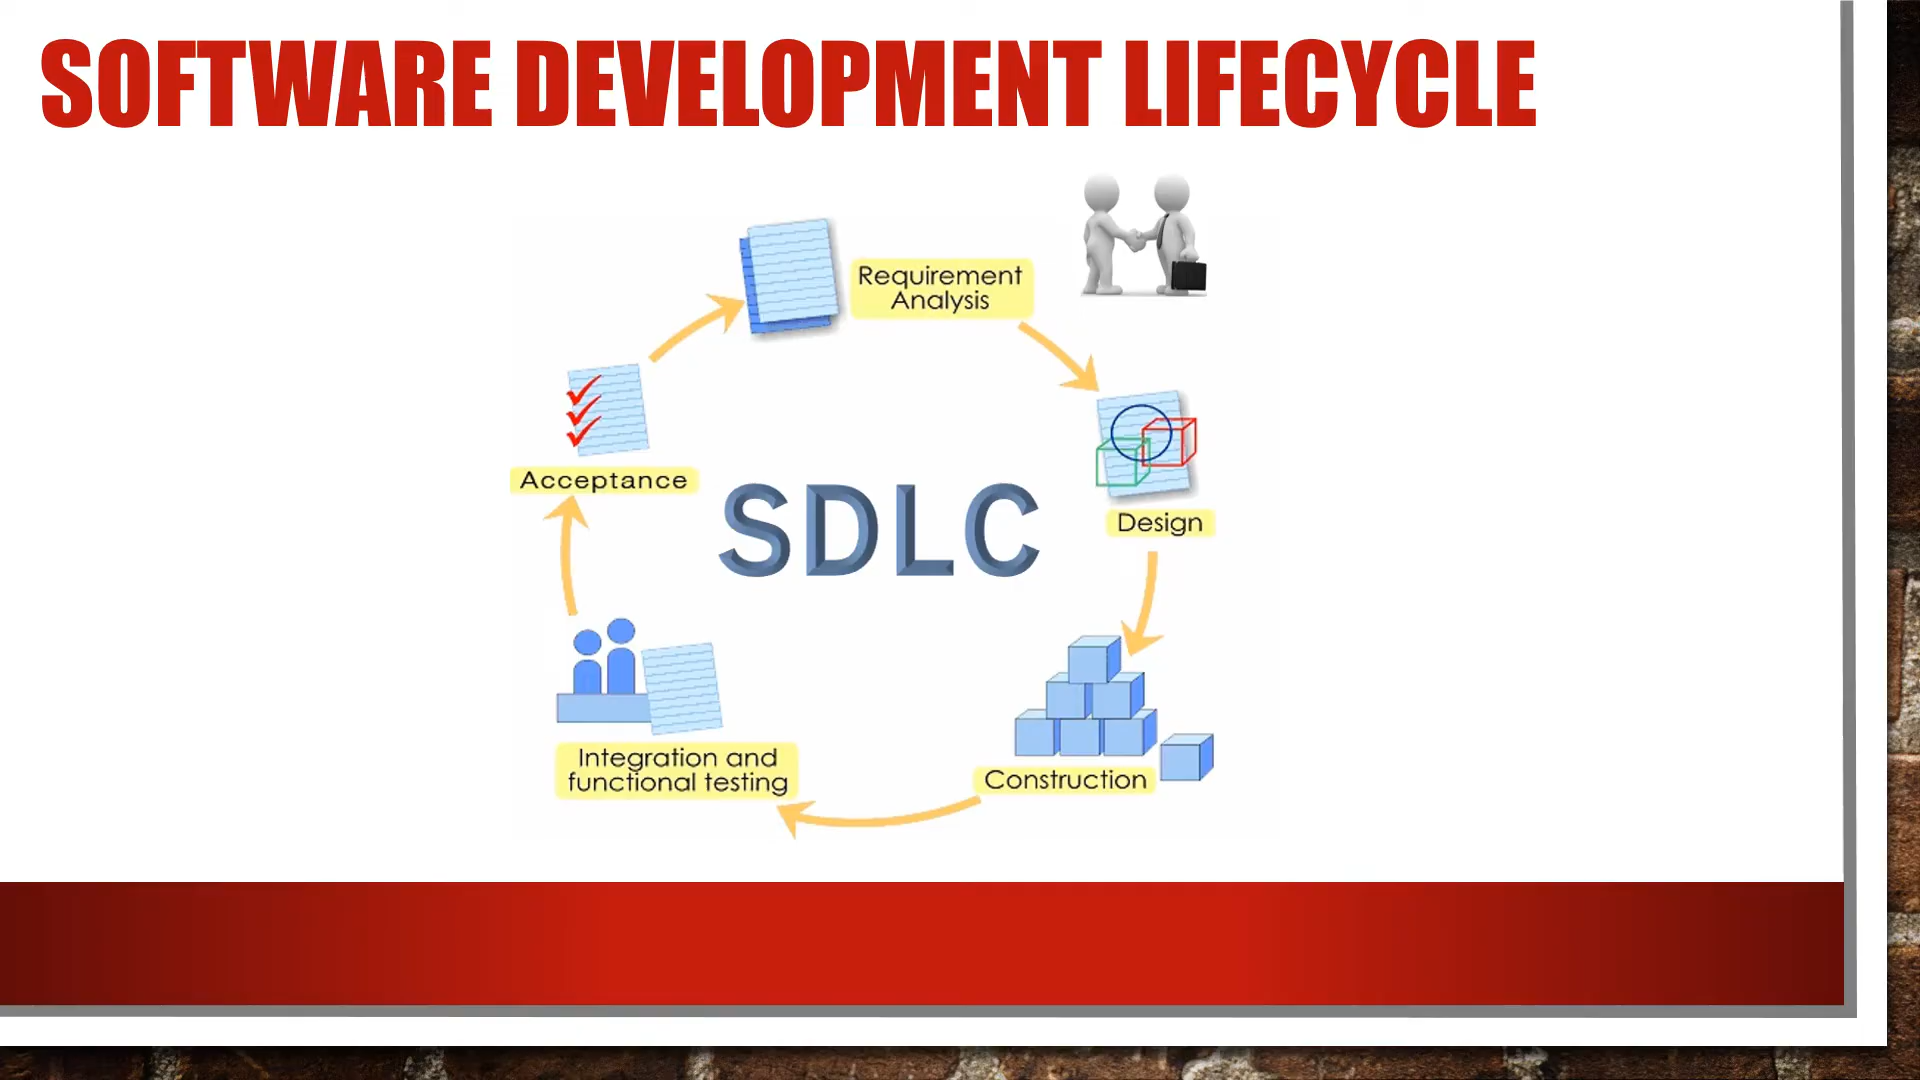 SOFTWARE DEVELOPMENT LIFECYCLE
Requirement
Analysis
Acceptance
SDLC
Design
Integration and
functional testing
Construction